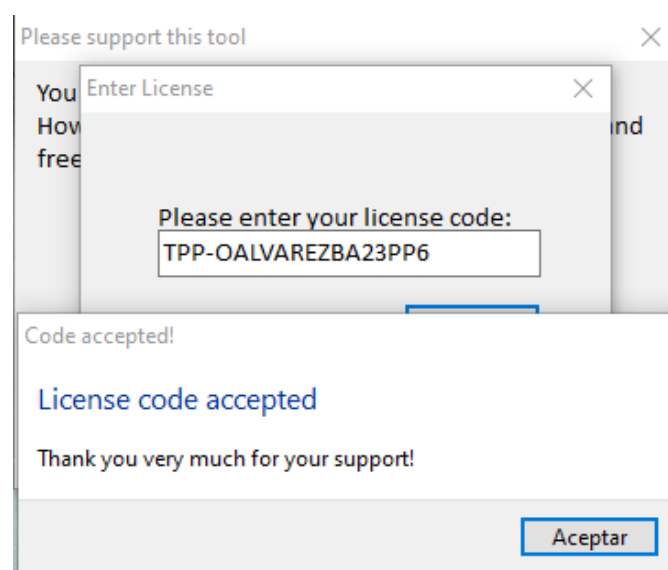 Please support this tool
You
Enter License
How
and
free
Please enter your license code:
TPP-OALVAREZBA23PP6
Code accepted!
License code accepted
Thank you very much for your support!
Aceptar